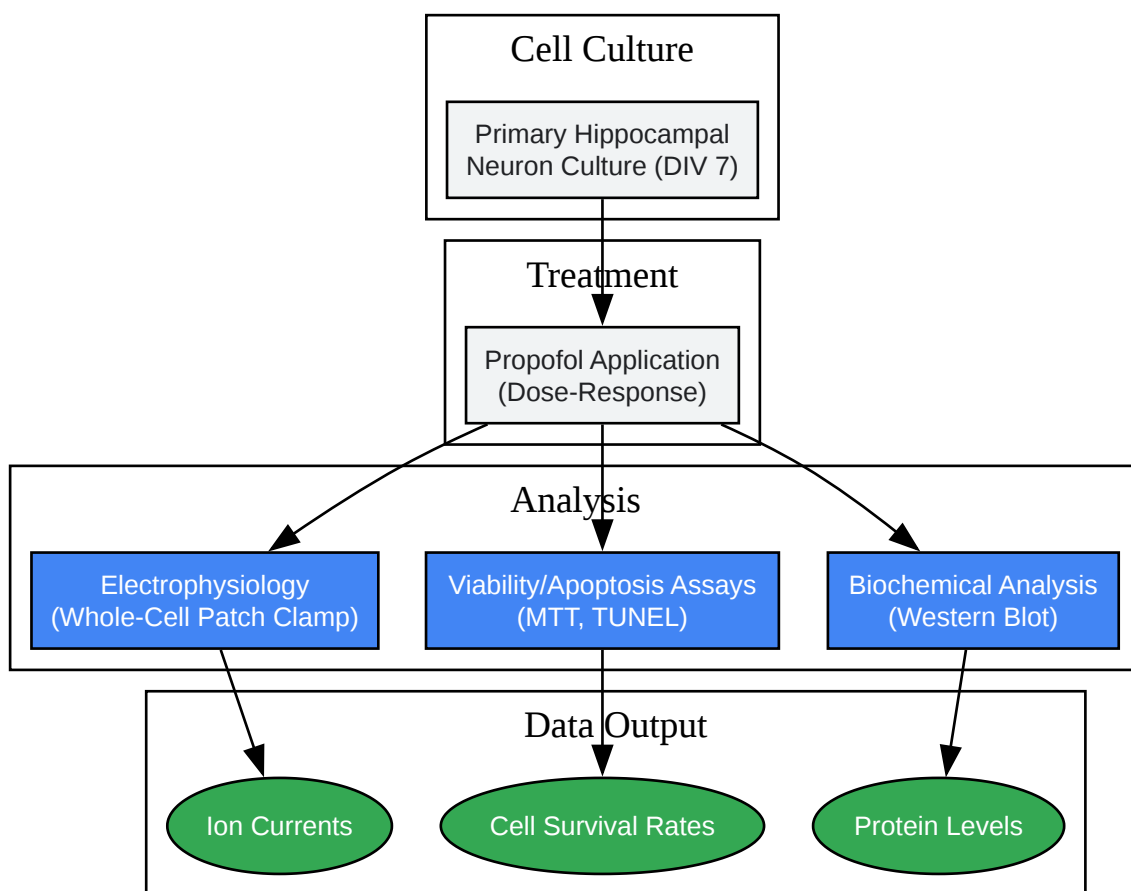 Cell Culture
Primary Hippocampal
Neuron Culture (DIV 7)
Treatment
Propofol Application
(Dose-Response)
Analysis
Electrophysiology
(Whole-Cell Patch Clamp)
Viability/Apoptosis Assays
(MTT, TUNEL)
Biochemical Analysis
(Western Blot)
Data Output
Ion Currents
Cell Survival Rates
Protein Levels